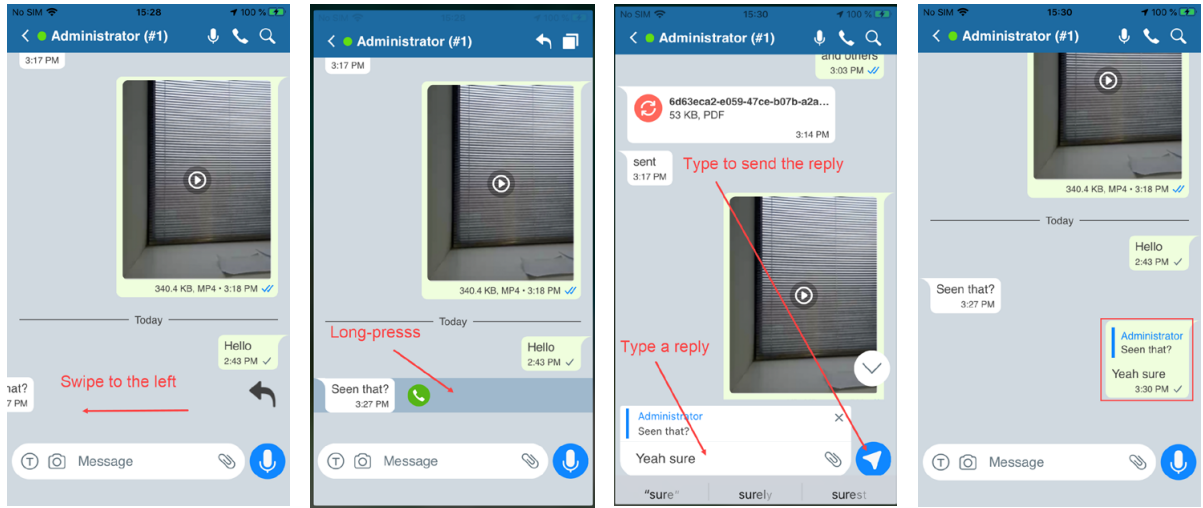 No SIM 15:28 100 %
Administrator (#1)
3:17 PM
340.4 KB, MP4 • 3:18 PM
Today
Hello
2:43 PM
hat?
7 PM
Swipe to the left
Message
Administrator (#1)
3:17 PM
340.4 KB, MP4 • 3:18 PM
Today
Long-presss
Hello
2:43 PM
Seen that?
3:27 PM
Message
No SIM 15:30 100 %
Administrator (#1)
and others
3:03 PM
6d63eca2-e059-47ce-b07b-a2a...
53 KB, PDF
3:14 PM
sent
3:17 PM
Type to send the reply
Type a reply
Administrator
Seen that?
Yeah sure
"sure" surely surest
No SIM 15:30 100 %
Administrator (#1)
340.4 KB, MP4 • 3:18 PM
Today
Hello
2:43 PM
Seen that?
3:27 PM
Administrator
Seen that?
Yeah sure
3:30 PM
Message